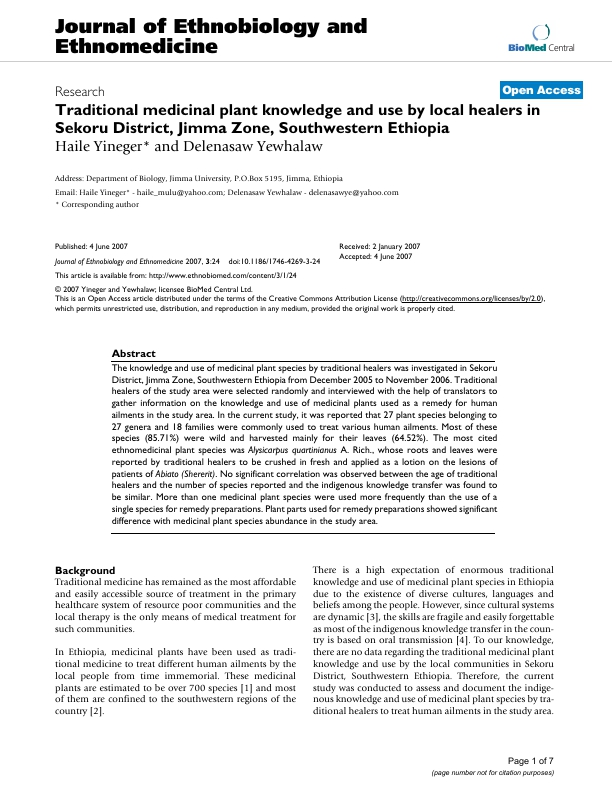 Journal of Ethnobiology and
Ethnomedicine
BioMed Central
Research
Open Access
Traditional medicinal plant knowledge and use by local healers in
Sekoru District, Jimma Zone, Southwestern Ethiopia
Haile Yineger* and Delenasaw Yewhalaw
Address: Department of Biology, Jimma University, P.O.Box 5195, Jimma, Ethiopia
Email: Haile Yineger* - haile_mulu@yahoo.com; Delenasaw Yewhalaw - delenasawye@yahoo.com
* Corresponding author
Published: 4 June 2007
Journal of Ethnobiology and Ethnomedicine 2007, 3:24 doi:10.1186/1746-4269-3-24
Received: 2 January 2007
Accepted: 4 June 2007
This article is available from: http://www.ethnobiomed.com/content/3/1/24
© 2007 Yineger and Yewhalaw; licensee BioMed Central Ltd.
This is an Open Access article distributed under the terms of the Creative Commons Attribution License (http://creativecommons.org/licenses/by/2.0),
which permits unrestricted use, distribution, and reproduction in any medium, provided the original work is properly cited.
Abstract
The knowledge and use of medicinal plant species by traditional healers was investigated in Sekoru
District, Jimma Zone, Southwestern Ethiopia from December 2005 to November 2006. Traditional
healers of the study area were selected randomly and interviewed with the help of translators to
gather information on the knowledge and use of medicinal plants used as a remedy for human
ailments in the study area. In the current study, it was reported that 27 plant species belonging to
27 genera and 18 families were commonly used to treat various human ailments. Most of these
species (85.71%) were wild and harvested mainly for their leaves (64.52%). The most cited
ethnomedicinal plant species was Alysicarpus quartinianus A. Rich., whose roots and leaves were
reported by traditional healers to be crushed in fresh and applied as a lotion on the lesions of
patients of Abiato (Shererit). No significant correlation was observed between the age of traditional
healers and the number of species reported and the indigenous knowledge transfer was found to
be similar. More than one medicinal plant species were used more frequently than the use of a
single species for remedy preparations. Plant parts used for remedy preparations showed significant
difference with medicinal plant species abundance in the study area.
Background
Traditional medicine has remained as the most affordable
and easily accessible source of treatment in the primary
healthcare system of resource poor communities and the
local therapy is the only means of medical treatment for
such communities.
In Ethiopia, medicinal plants have been used as tradi-
tional medicine to treat different human ailments by the
local people from time immemorial. These medicinal
plants are estimated to be over 700 species [1] and most
of them are confined to the southwestern regions of the
country [2].
There is a high expectation of enormous traditional
knowledge and use of medicinal plant species in Ethiopia
due to the existence of diverse cultures, languages and
beliefs among the people. However, since cultural systems
are dynamic [3], the skills are fragile and easily forgettable
as most of the indigenous knowledge transfer in the coun-
try is based on oral transmission [4]. To our knowledge,
there are no data regarding the traditional medicinal plant
knowledge and use by the local communities in Sekoru
District, Southwestern Ethiopia. Therefore, the current
study was conducted to assess and document the indige-
nous knowledge and use of medicinal plant species by tra-
ditional healers to treat human ailments in the study area.
Page 1 of 7
(page number not for citation purposes)